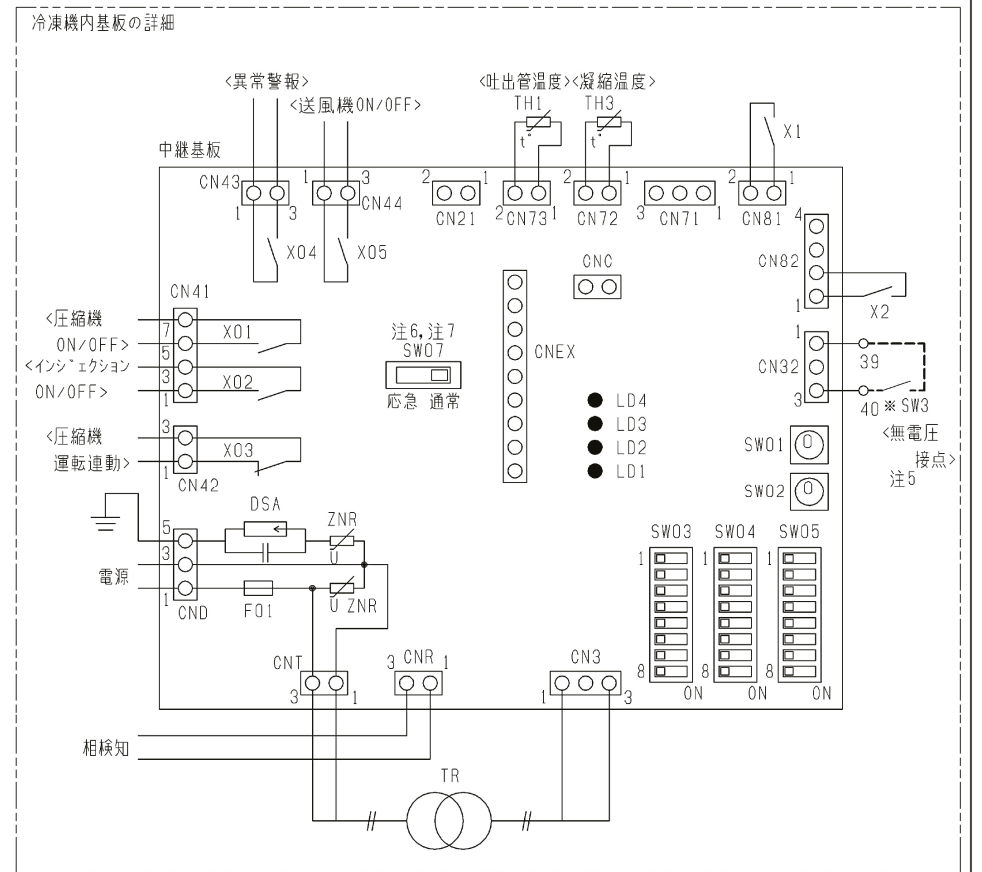 冷凍機内基板の詳細
<異常警報>
<送風機ON/OFF>
<吐出管温度><凝縮温度>
TH1
TH3
t°
t°
X1
中継基板
CN43
1
3
1
3
CN44
2
1
CN21
2
1
CN73
2
1
CN72
3
1
CN71
2
1
CN81
X04
X05
4
CN82
1
X2
CNC
CN41
<圧縮機
ON/OFF>
<インジェクション
ON/OFF>
7
5
3
1
X01
X02
注6,注7
SW07
応急 通常
CNEX
LD4
LD3
LD2
LD1
1
CN32
3
39
40
※SW3
<無電圧
接点>
注5
SW01
0
SW02
0
<圧縮機
運転連動>
3
1
X03
CN42
DSA
ZNR
U
電源
5
3
1
CND
F01
U ZNR
SW03 SW04 SW05
1
8
ON
1
8
ON
1
8
ON
CNT
3
1
3
CNR
1
CN3
1
3
相検知
TR